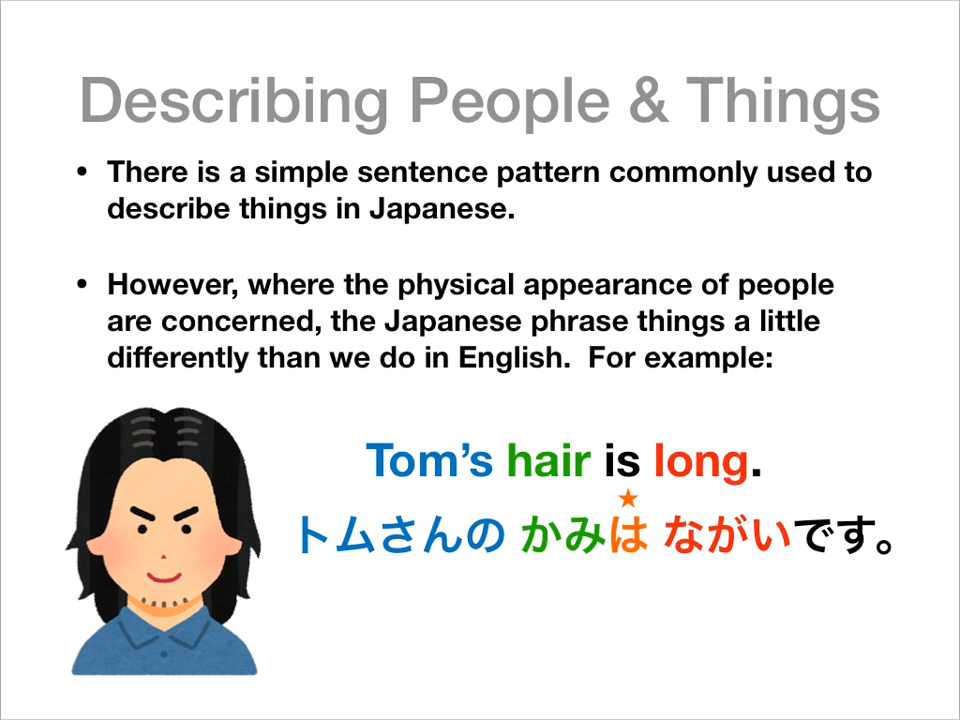 Describing People & Things
• There is a simple sentence pattern commonly used to
describe things in Japanese.
• However, where the physical appearance of people
are concerned, the Japanese phrase things a little
differently than we do in English.  For example:
Tom’s hair is long.
★
トムさんの かみは ながいです。